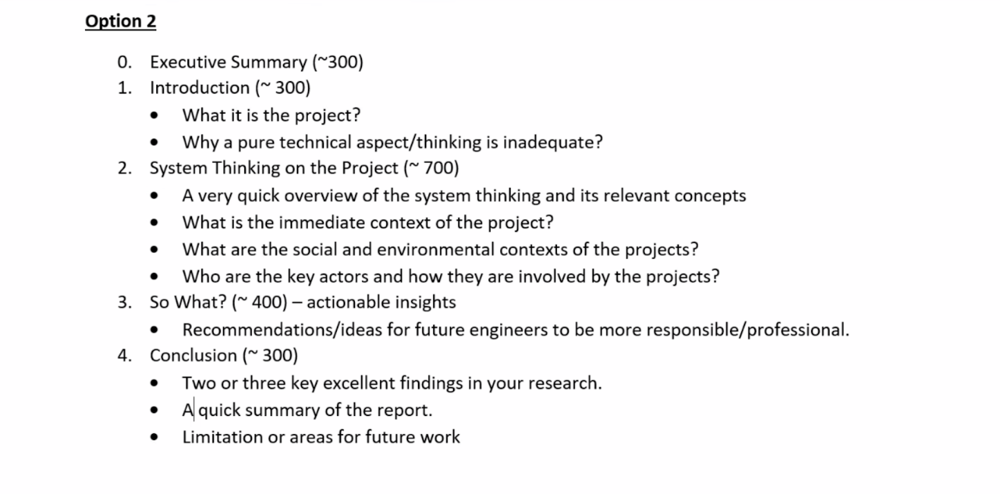 Option 2
0. Executive Summary (~300)
1. Introduction (~ 300)
• What it is the project?
• Why a pure technical aspect/thinking is inadequate?
2. System Thinking on the Project (~ 700)
• A very quick overview of the system thinking and its relevant concepts
• What is the immediate context of the project?
• What are the social and environmental contexts of the projects?
• Who are the key actors and how they are involved by the projects?
3. So What? (~ 400) – actionable insights
• Recommendations/ideas for future engineers to be more responsible/professional.
4. Conclusion (~ 300)
• Two or three key excellent findings in your research.
• A quick summary of the report.
• Limitation or areas for future work